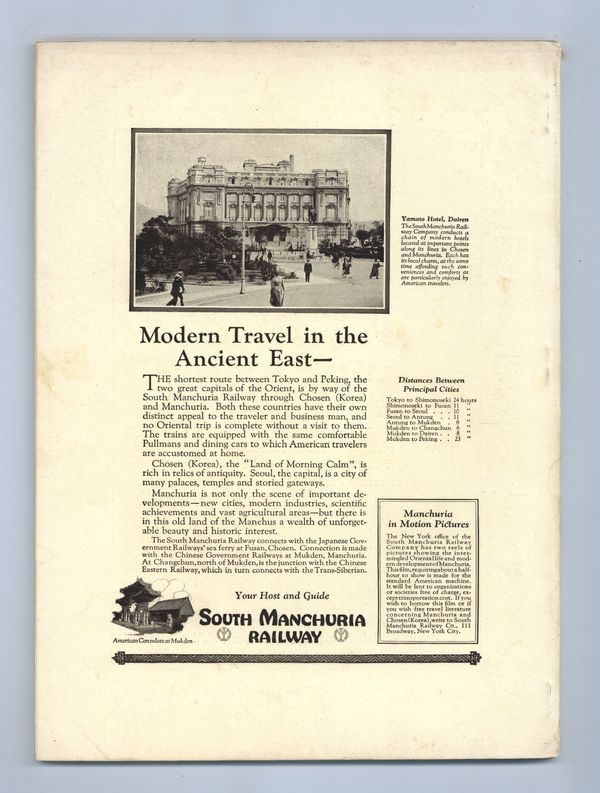 Yamato Hotel, Dairen
The South Manchuria Rail-
way Company conducts a
chain of modern hotels
located at important points
along its lines in Chosen
and Manchuria. Each has
its local charm, at the same
time affording such con-
veniences and comforts as
are particularly enjoyed by
American travelers.
Modern Travel in the
Ancient East—
THE shortest route between Tokyo and Peking, the
two great capitals of the Orient, is by way of the
South Manchuria Railway through Chosen (Korea)
and Manchuria. Both these countries have their own
distinct appeal to the traveler and business man, and
no Oriental trip is complete without a visit to them.
The trains are equipped with the same comfortable
Pullmans and dining cars to which American travelers
are accustomed at home.
Chosen (Korea), the "Land of Morning Calm", is
rich in relics of antiquity. Seoul, the capital, is a city of
many palaces, temples and storied gateways.
Manchuria is not only the scene of important de-
velopments—new cities, modern industries, scientific
achievements and vast agricultural areas—but there is
in this old land of the Manchus a wealth of unforget-
able beauty and historic interest.
The South Manchuria Railway connects with the Japanese Gov-
ernment Railways' sea ferry at Fusan, Chosen. Connection is made
with the Chinese Government Railways at Mukden, Manchuria.
At Changchun, north of Mukden, is the junction with the Chinese
Eastern Railway, which in turn connects with the Trans-Siberian.
Distances Between
Principal Cities
Tokyo to Shimonoseki 24 hours
Shimonoseki to Fusan 11 "
Fusan to Seoul . . . 10 "
Seoul to Antung . . 11 "
Antung to Mukden . 8 "
Mukden to Changchun 6 "
Mukden to Dairen . . 8 "
Mukden to Peking . . 23 "
Manchuria
in Motion Pictures
The New York office of the
South Manchuria Railway
Company has two reels of
pictures showing the inter-
mingled Oriental life and mod-
ern development of Manchuria.
This film, requiring about a half-
hour to show is made for the
standard American machine.
It will be lent to organizations
or societies free of charge, ex-
cept transportation cost. If you
wish to borrow this film or if
you wish free travel literature
concerning Manchuria and
Chosen (Korea), write to South
Manchuria Railway Co., 111
Broadway, New York City.
Your Host and Guide
SOUTH MANCHURIA
RAILWAY
American Consulate at Mukden